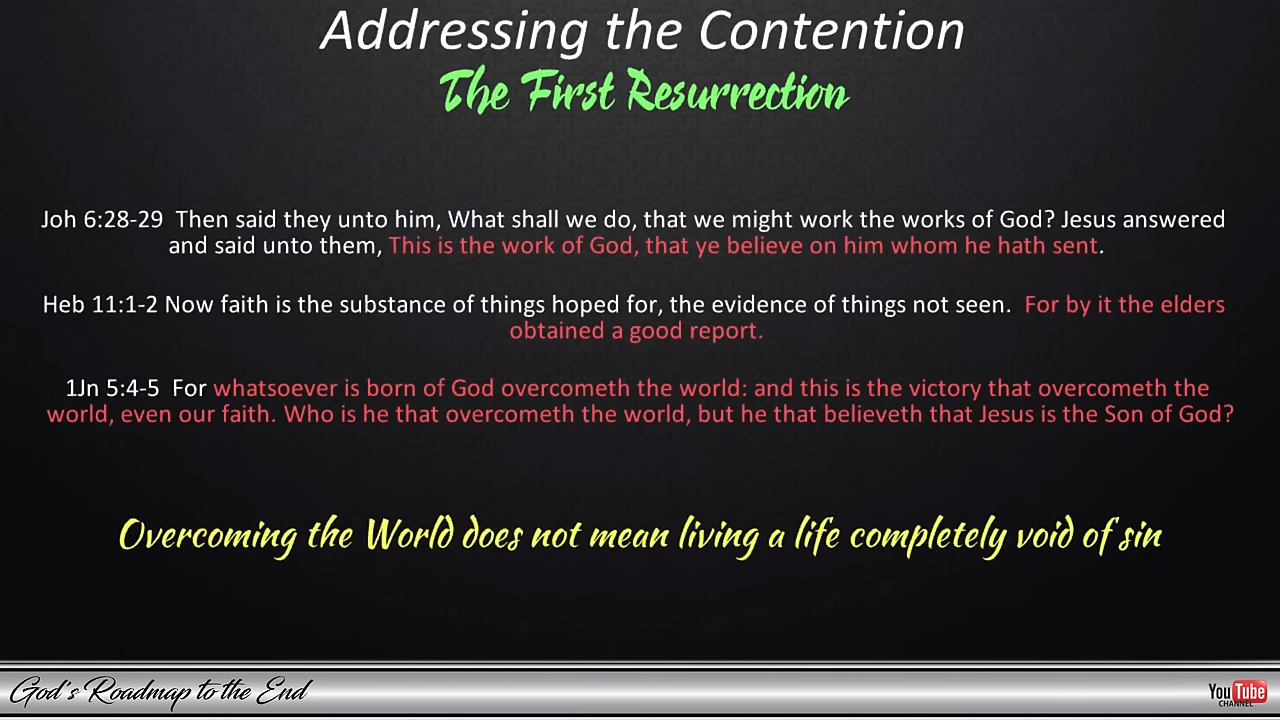 Addressing the Contention
The First Resurrection
Joh 6:28-29  Then said they unto him, What shall we do, that we might work the works of God? Jesus answered
and said unto them, This is the work of God, that ye believe on him whom he hath sent.
Heb 11:1-2 Now faith is the substance of things hoped for, the evidence of things not seen.  For by it the elders
obtained a good report.
1Jn 5:4-5  For whatsoever is born of God overcometh the world: and this is the victory that overcometh the
world, even our faith. Who is he that overcometh the world, but he that believeth that Jesus is the Son of God?
Overcoming the World does not mean living a life completely void of sin
God's Roadmap to the End
YouTube
CHANNEL